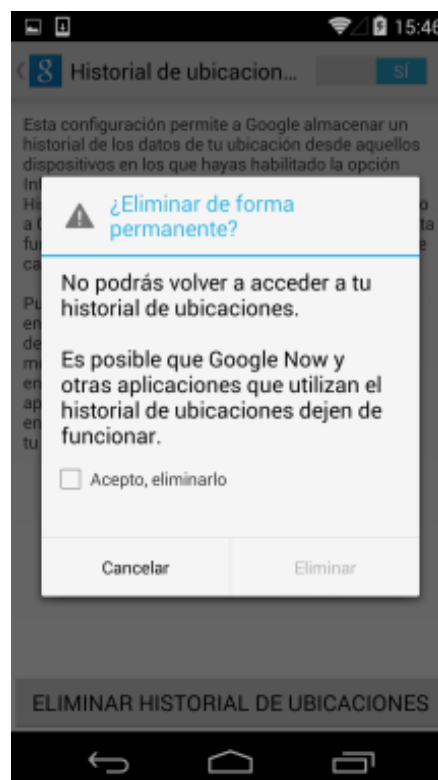 15:46
Historial de ubicacion...
SÍ
Esta configuración permite a Google almacenar un
historial de los datos de tu ubicación desde aquellos
dispositivos en los que hayas habilitado la opción
¿Eliminar de forma
permanente?
No podrás volver a acceder a tu
historial de ubicaciones.
Es posible que Google Now y
otras aplicaciones que utilizan el
historial de ubicaciones dejen de
funcionar.
Acepto, eliminarlo
Cancelar
Eliminar
ELIMINAR HISTORIAL DE UBICACIONES